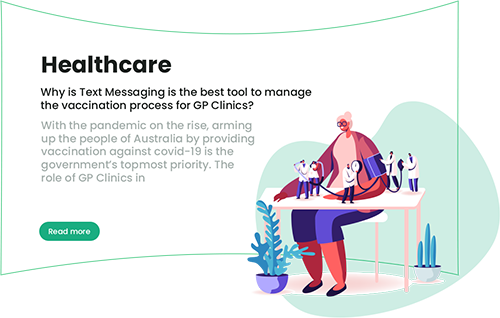 Healthcare
Why is Text Messaging is the best tool to manage
the vaccination process for GP Clinics?
With the pandemic on the rise, arming
up the people of Australia by providing
vaccination against covid-19 is the
government's topmost priority. The
role of GP Clinics in
Read more